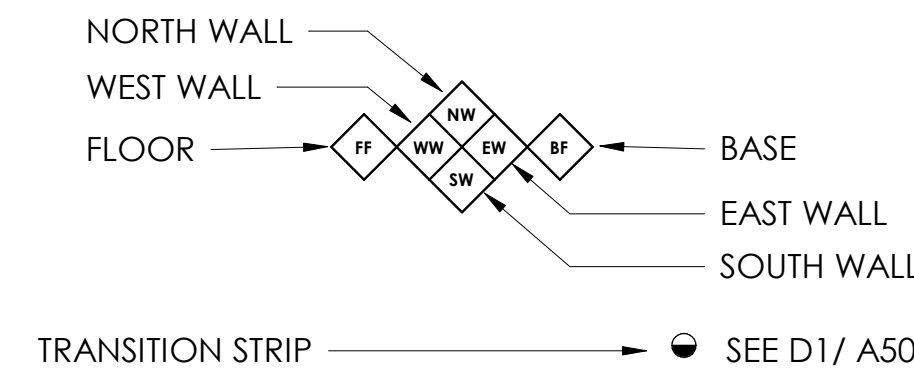 NORTH WALL
WEST WALL
NW
FLOOR
FF
WW
EW
BF
BASE
SW
EAST WALL
SOUTH WALL
TRANSITION STRIP
SEE D1/ A50